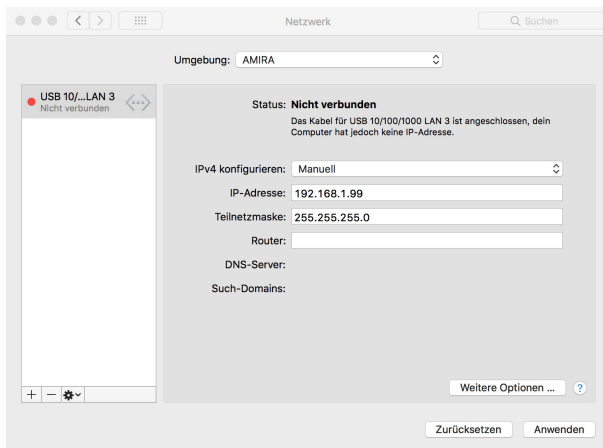 Netzwerk
Suchen
Umgebung: AMIRA
USB 10/...LAN 3
Nicht verbunden
Status: Nicht verbunden
Das Kabel für USB 10/100/1000 LAN 3 ist angeschlossen, dein
Computer hat jedoch keine IP-Adresse.
IPv4 konfigurieren: Manuell
IP-Adresse: 192.168.1.99
Teilnetzmaske: 255.255.255.0
Router:
DNS-Server:
Such-Domains:
Weitere Optionen ...
?
Zurücksetzen
Anwenden